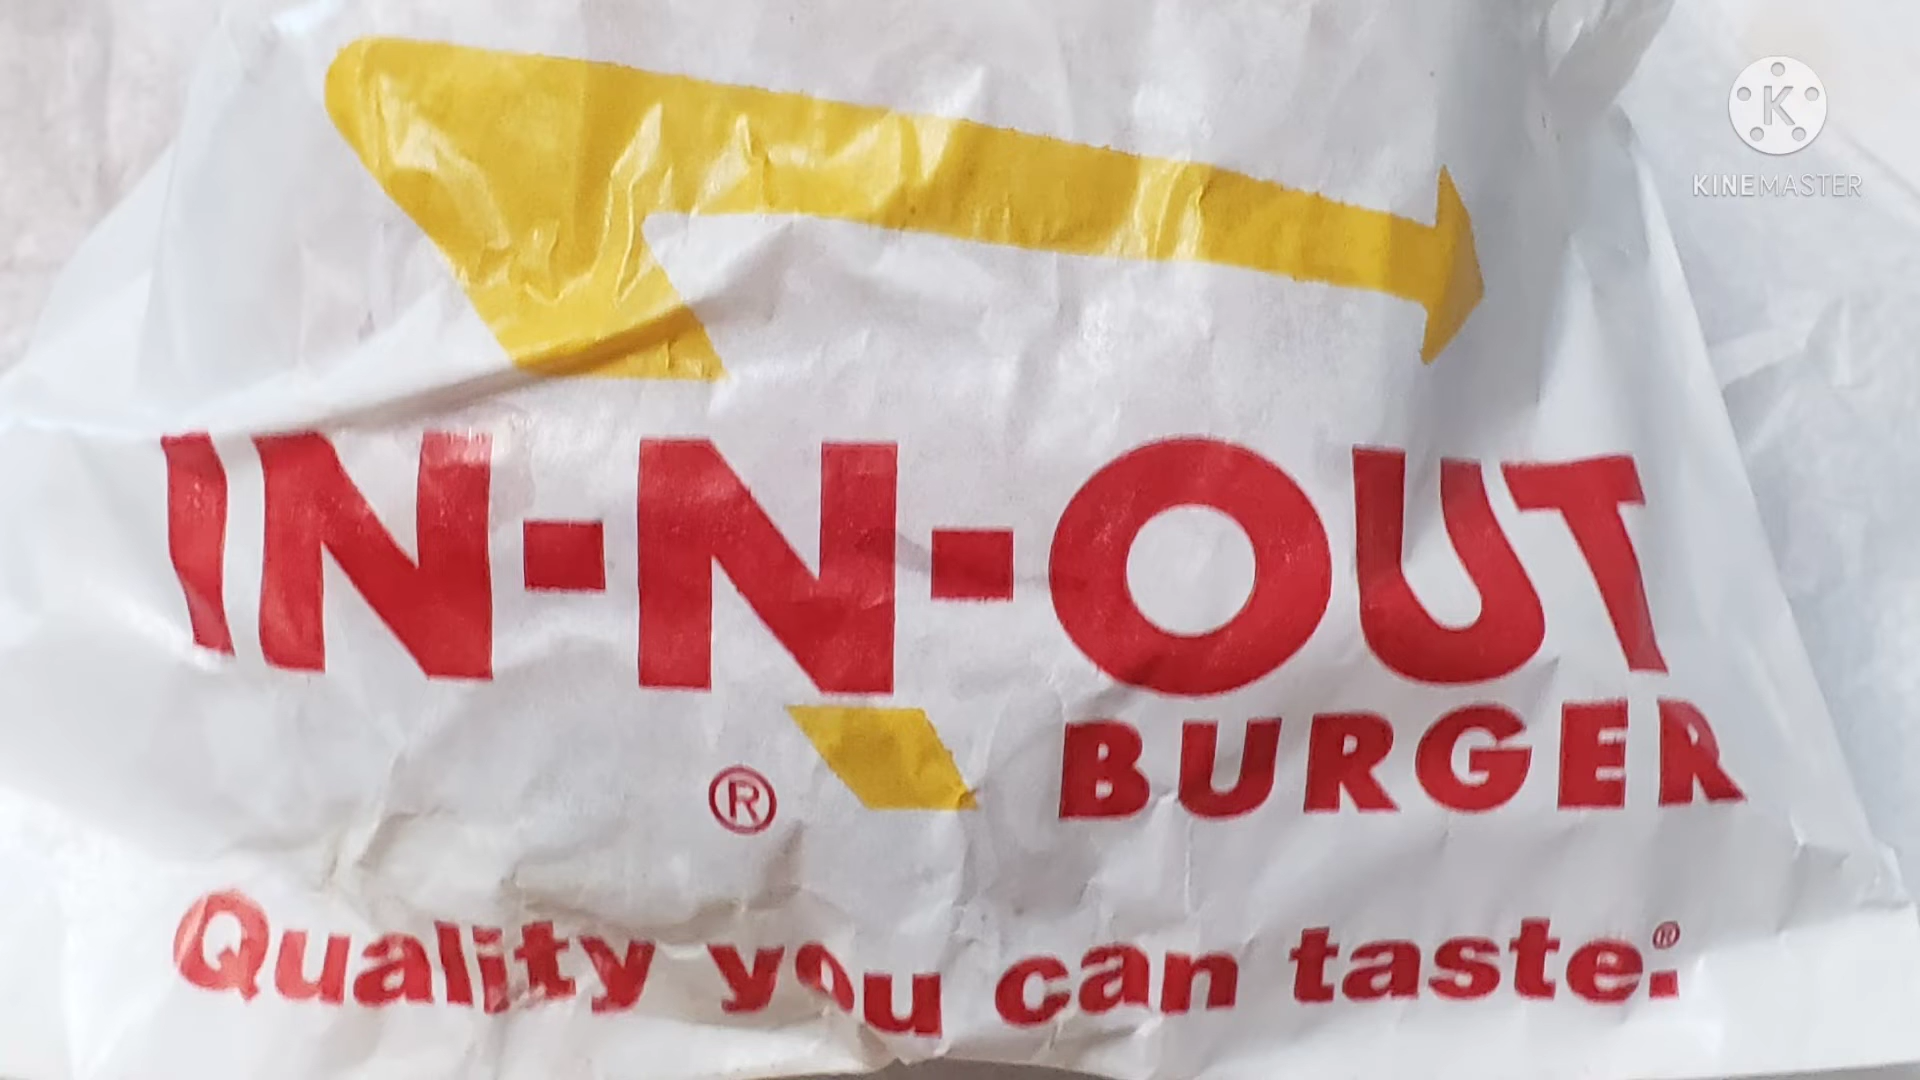 K
KINEMASTER
IN-N-OUT
BURGER
®
Quality you can taste.®